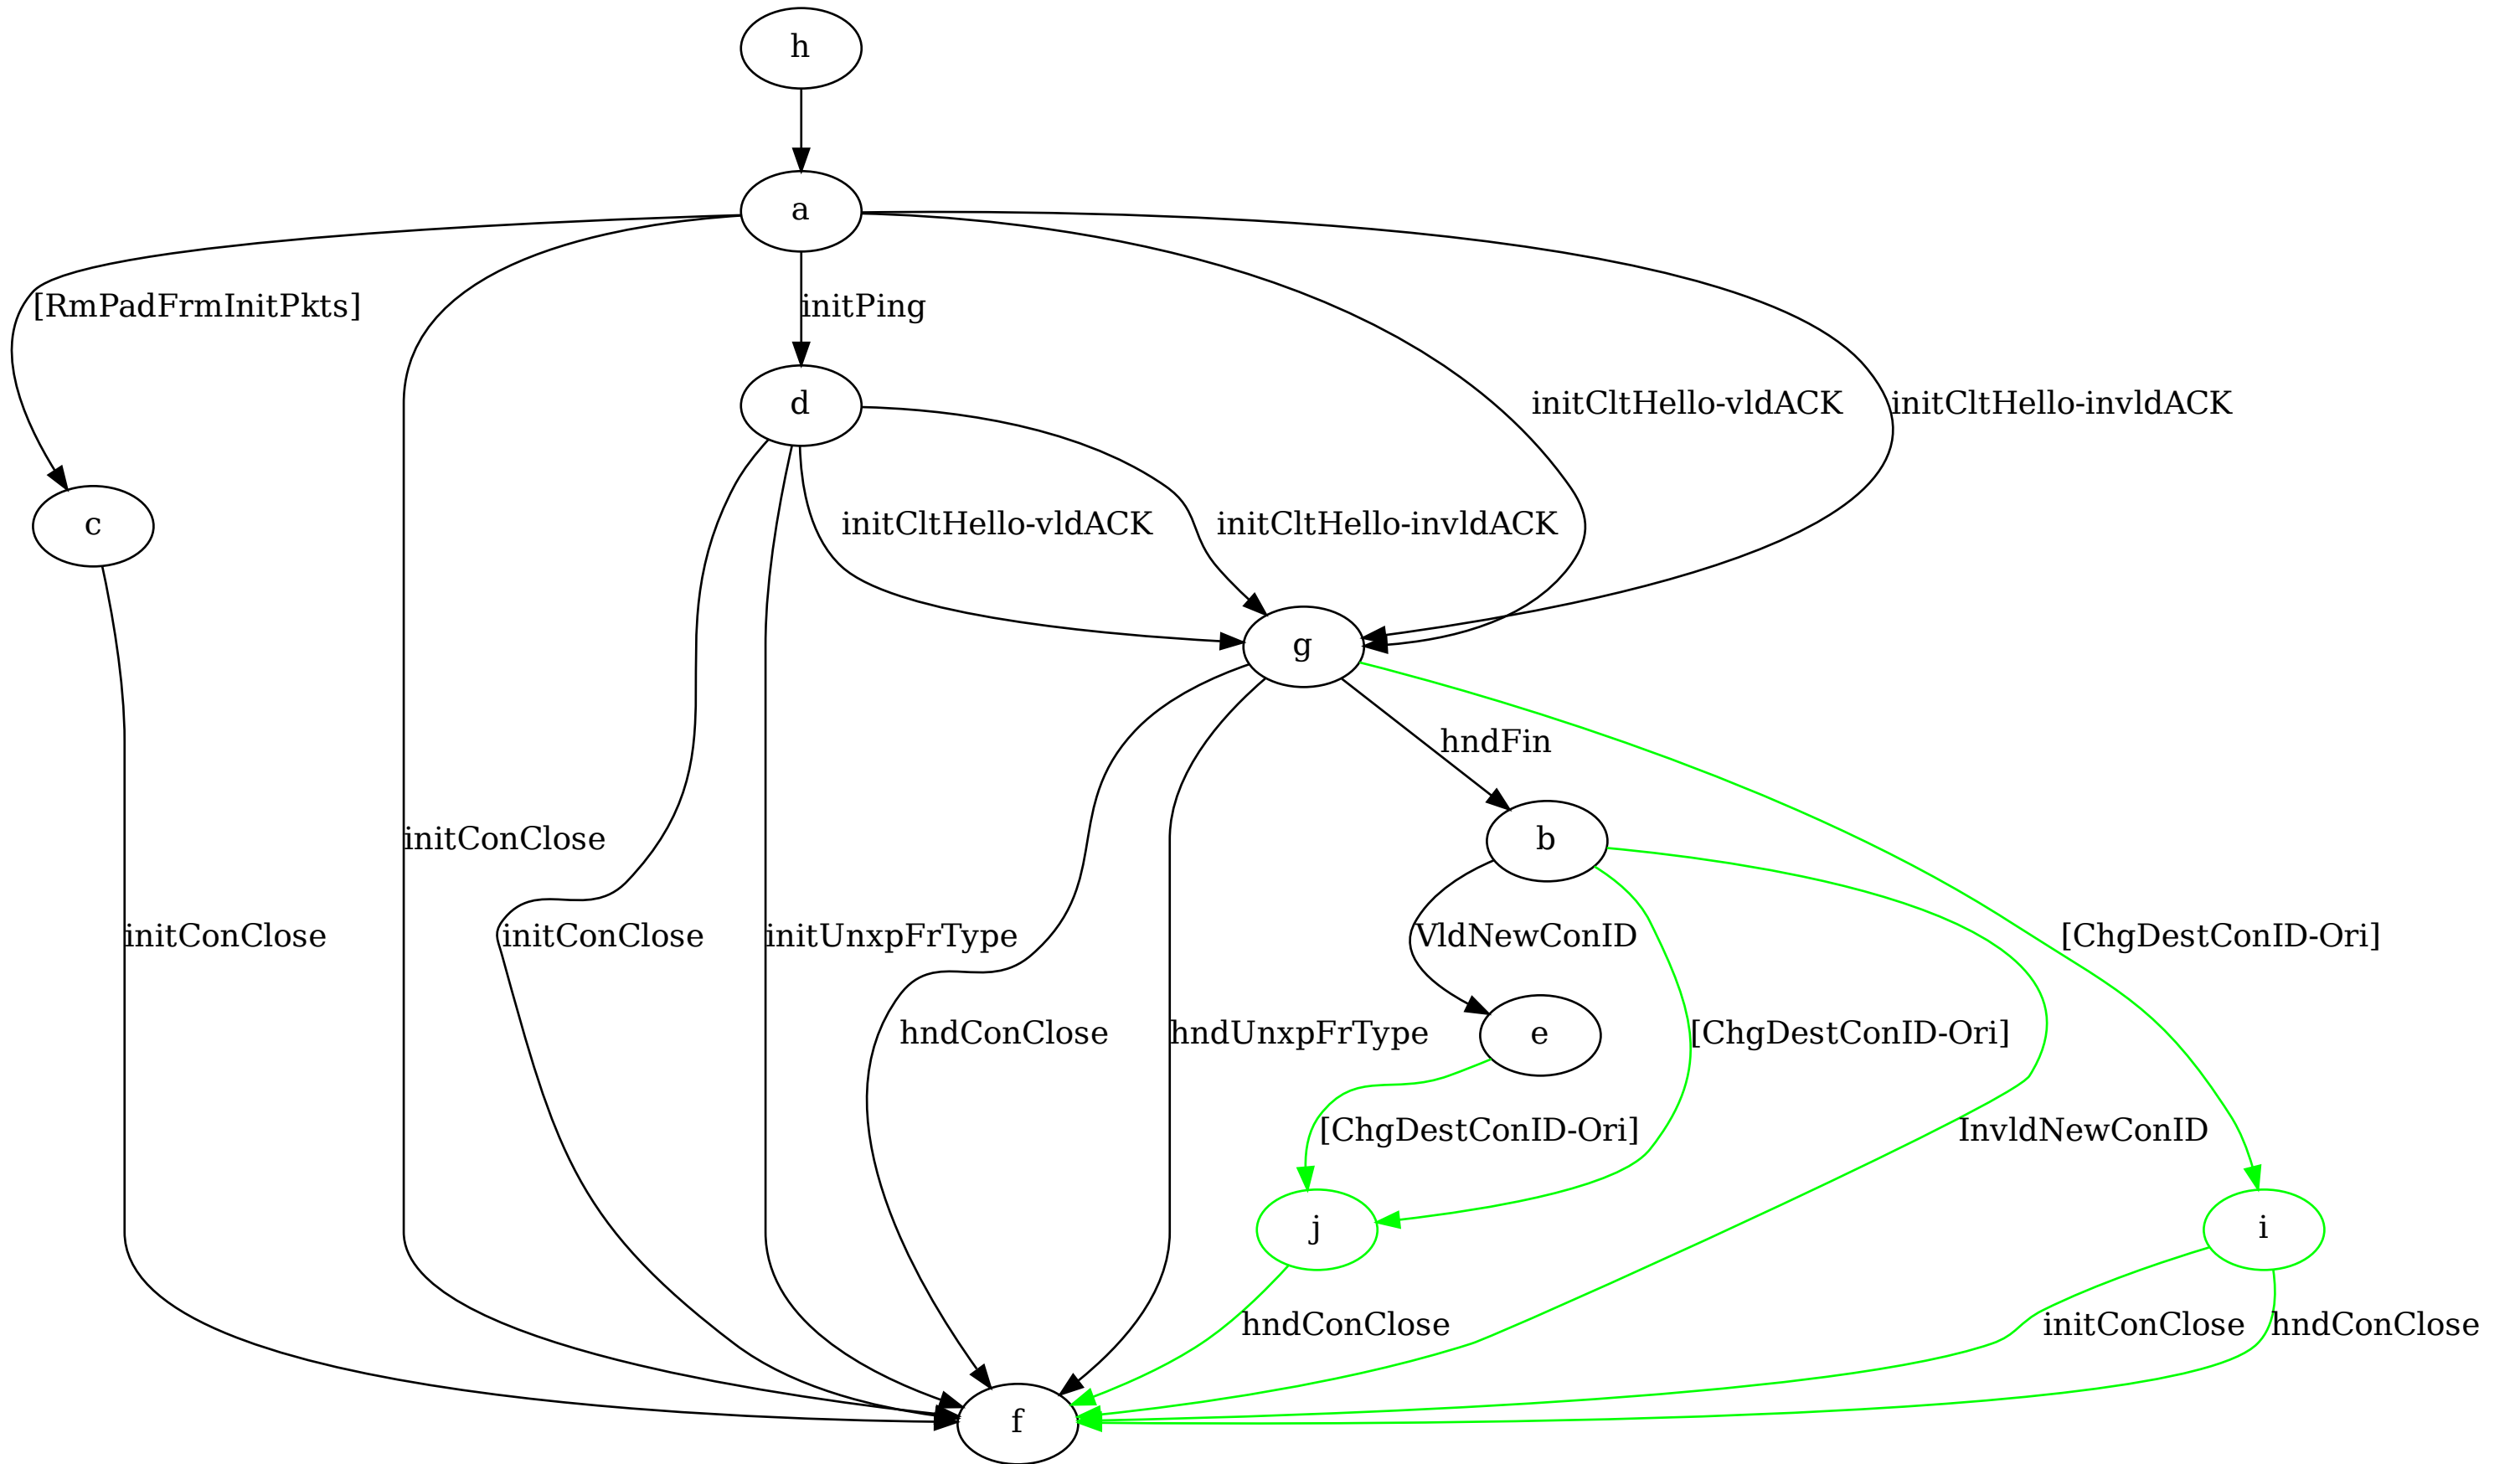 h
a
[RmPadFrmInitPkts]
initPing
d
initCltHello-vldACK
initCltHello-invldACK
c
initCltHello-vldACK
initCltHello-invldACK
g
hndFin
initConClose
b
initConClose
initConClose
initUnxpFrType
VldNewConID
[ChgDestConID-Ori]
hndConClose
hndUnxpFrType
e
[ChgDestConID-Ori]
[ChgDestConID-Ori]
InvldNewConID
j
i
hndConClose
initConClose
hndConClose
f